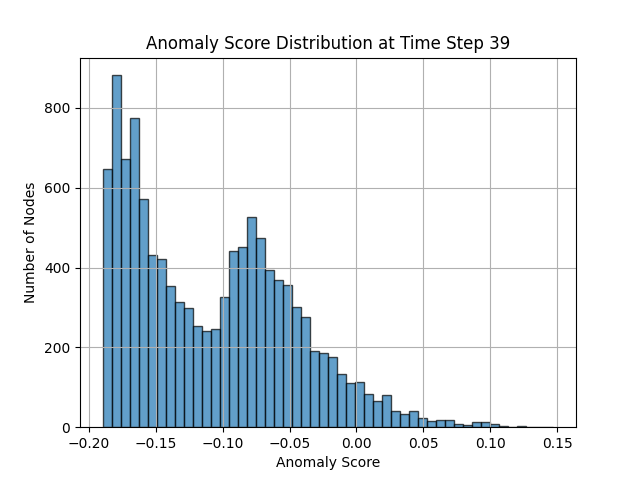 Anomaly Score Distribution at Time Step 39
Number of Nodes
800
600
400
200
0
−0.20 −0.15 −0.10 −0.05 0.00 0.05 0.10 0.15
Anomaly Score